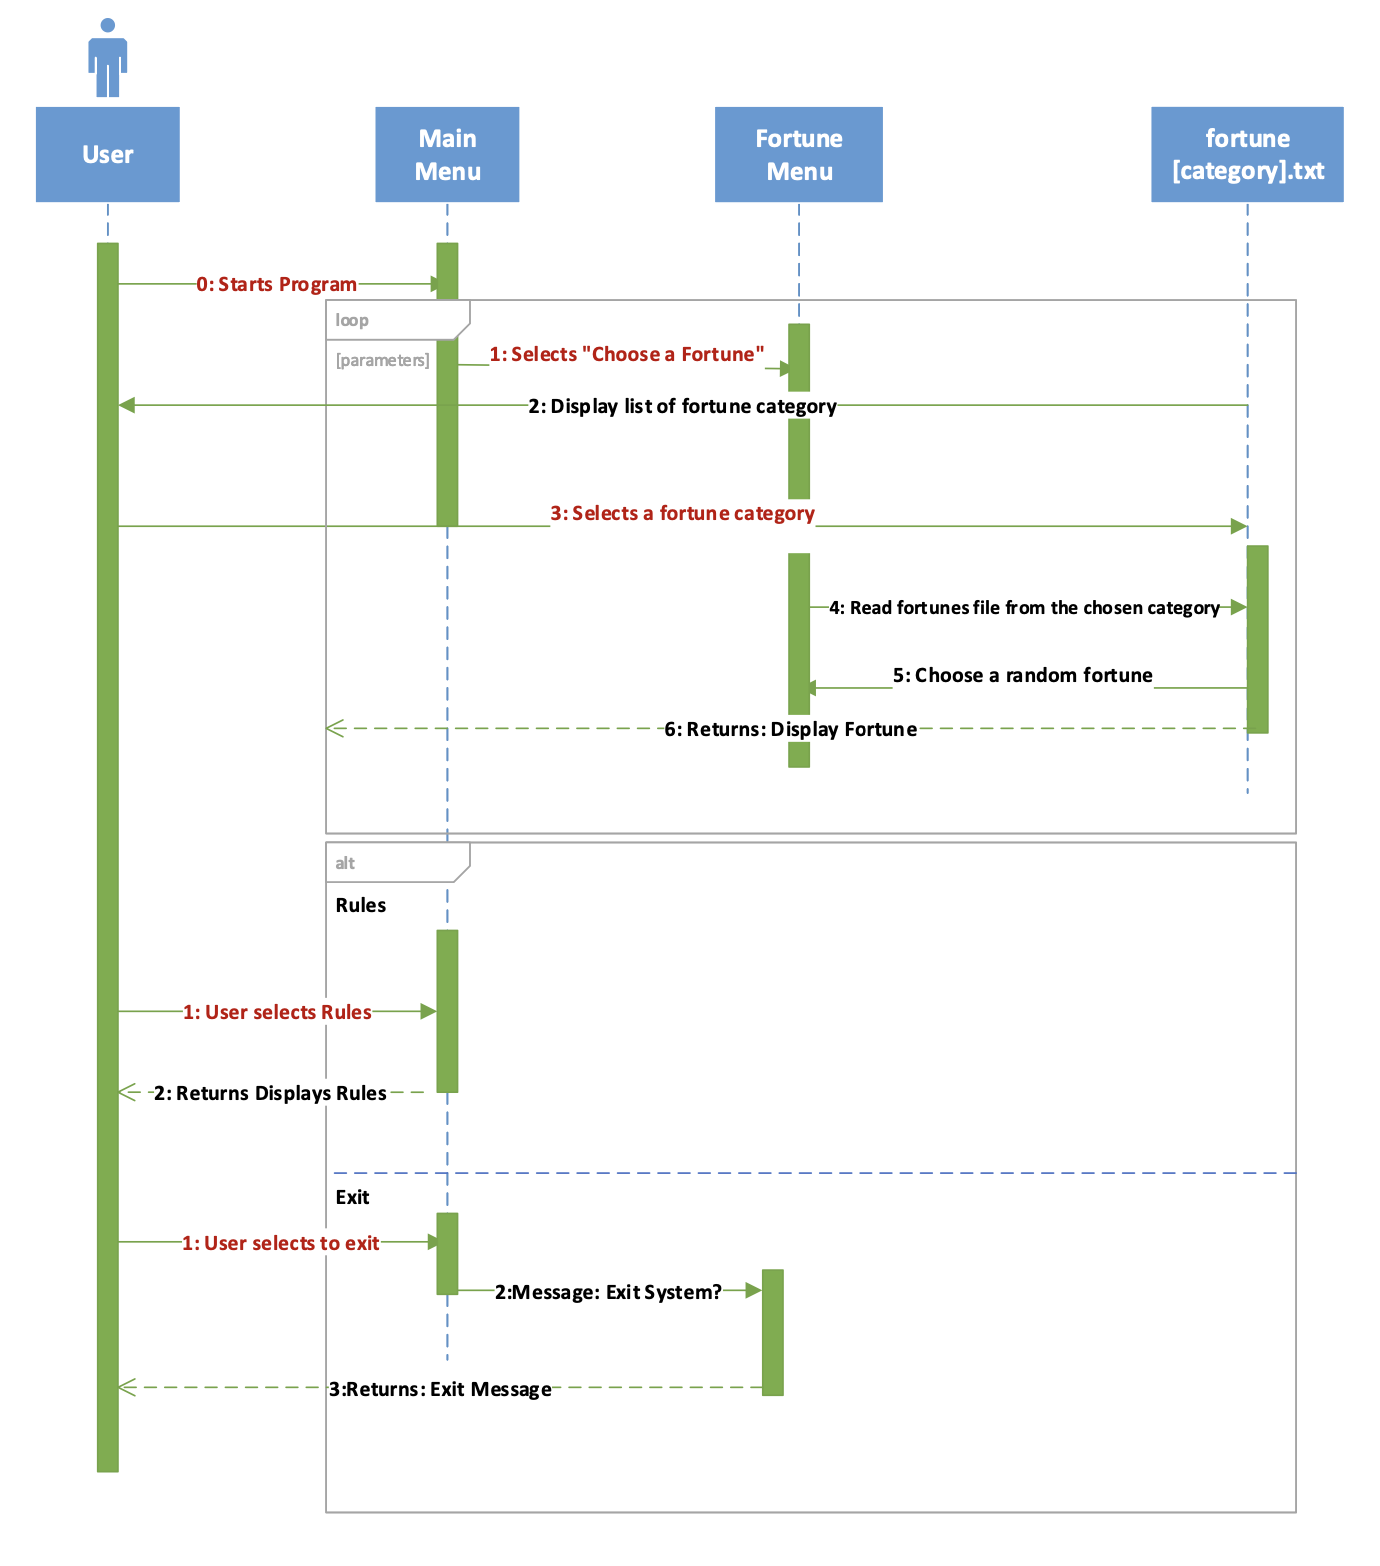 User
Main
Menu
Fortune
Menu
fortune
[category].txt
0: Starts Program
loop
[parameters]
1: Selects "Choose a Fortune"
2: Display list of fortune category
3: Selects a fortune category
4: Read fortunes file from the chosen category
5: Choose a random fortune
6: Returns: Display Fortune
alt
Rules
1: User selects Rules
2: Returns Displays Rules
Exit
1: User selects to exit
2:Message: Exit System?
3:Returns: Exit Message